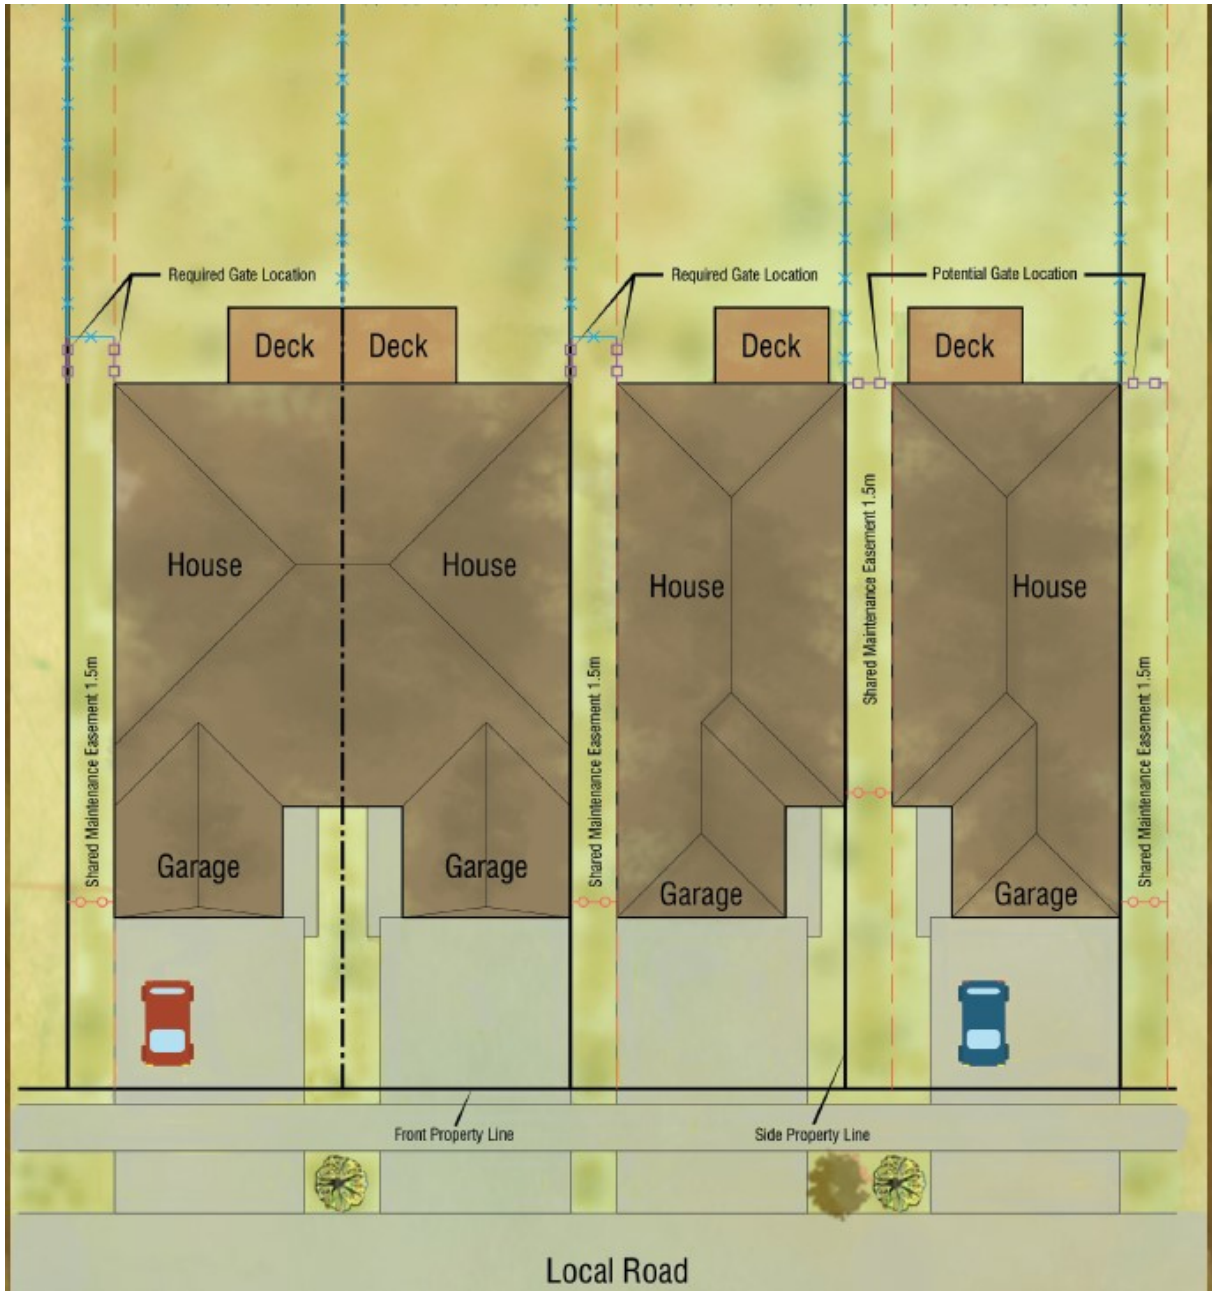 Required Gate Location
Required Gate Location
Potential Gate Location
Deck
Deck
Deck
Deck
House
House
House
House
Shared Maintenance Easement 1.5m
Shared Maintenance Easement 1.5m
Shared Maintenance Easement 1.5m
Shared Maintenance Easement 1.5m
Garage
Garage
Garage
Garage
Front Property Line
Side Property Line
Local Road